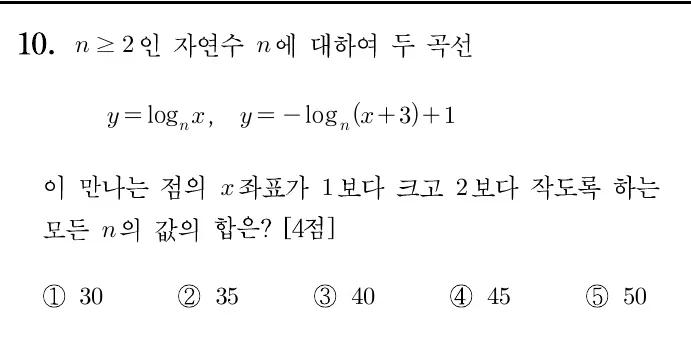 10. n ≥ 2인 자연수 n에 대하여 두 곡선
y=logₙx, y=−logₙ(x+3)+1
이 만나는 점의 x좌표가 1보다 크고 2보다 작도록 하는
모든 n의 값의 합은? [4점]
① 30 ② 35 ③ 40 ④ 45 ⑤ 50